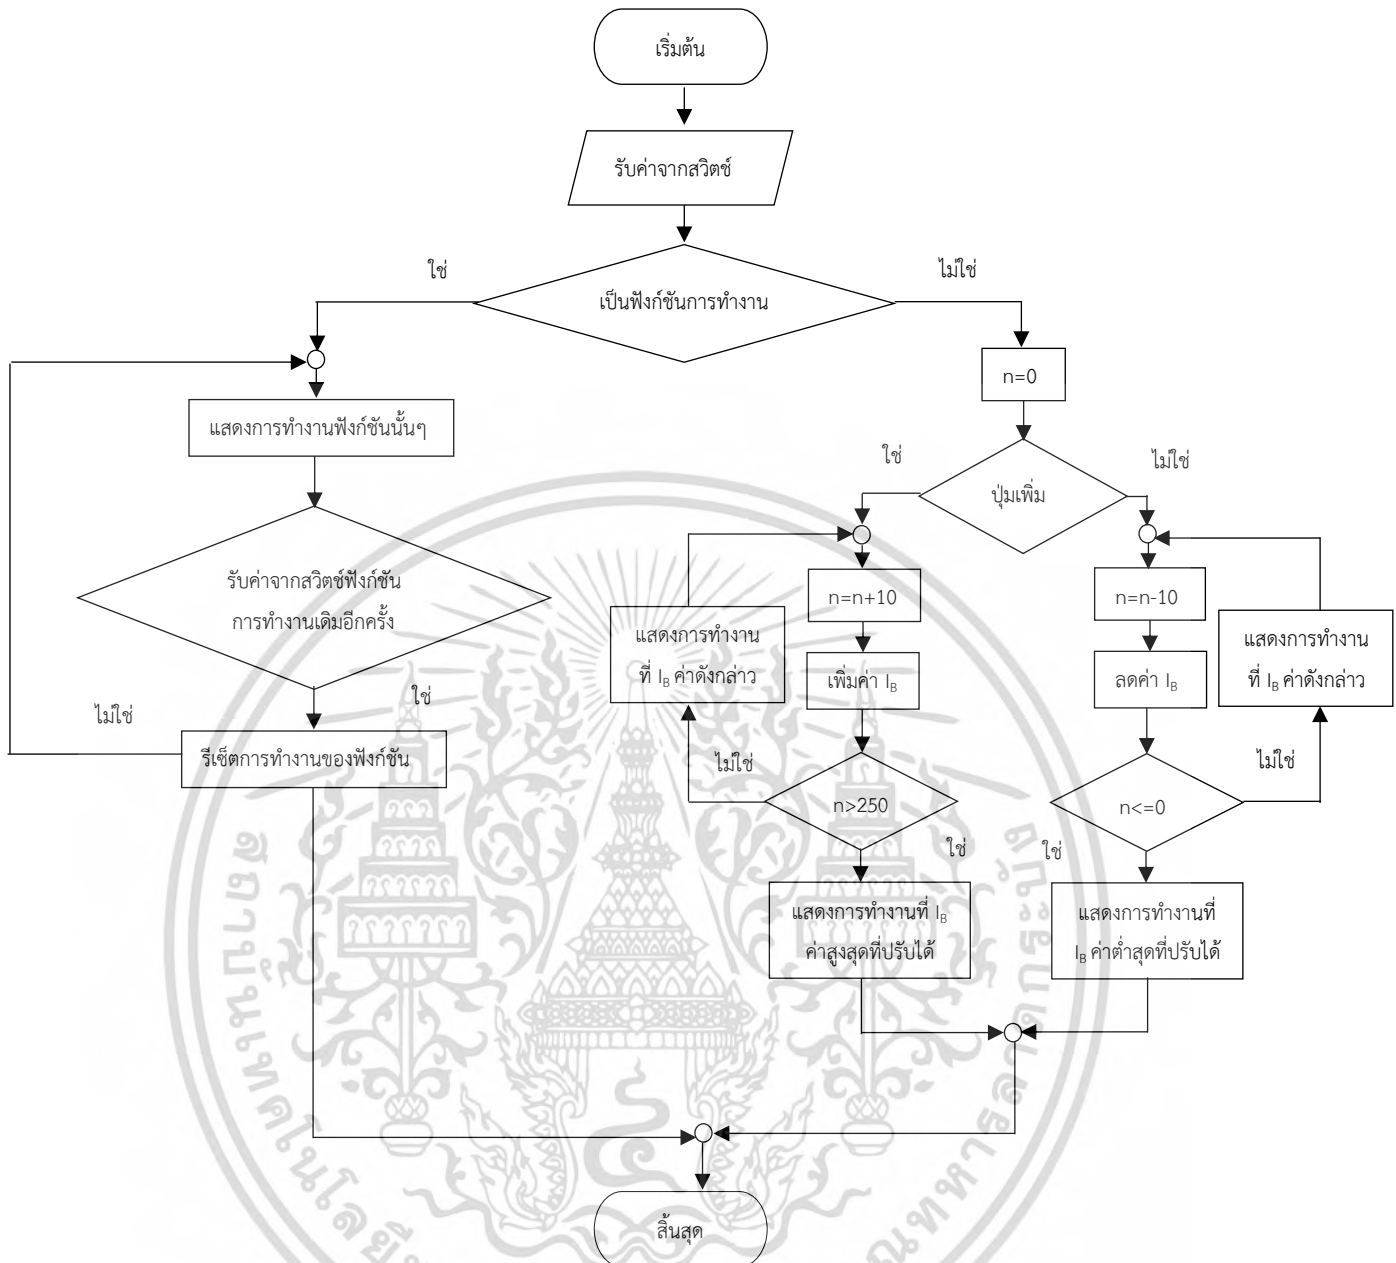 เริ่มต้น
รับค่าจากสวิตช์
ใช่
ไม่ใช่
เป็นฟังก์ชันการทำงาน
n=0
แสดงการทำงานฟังก์ชันนั้นๆ
ใช่
ไม่ใช่
ปุ่มเพิ่ม
รับค่าจากสวิตช์ฟังก์ชัน
การทำงานเดิมอีกครั้ง
n=n+10
n=n-10
แสดงการทำงาน
ที่ I_B ค่าดังกล่าว
เพิ่มค่า I_B
ลดค่า I_B
แสดงการทำงาน
ที่ I_B ค่าดังกล่าว
ไม่ใช่
ใช่
รีเซ็ตการทำงานของฟังก์ชัน
ไม่ใช่
ไม่ใช่
n>250
n<=0
ใช่
ใช่
แสดงการทำงานที่ I_B
ค่าสูงสุดที่ปรับได้
แสดงการทำงานที่
I_B ค่าต่ำสุดที่ปรับได้
สิ้นสุด